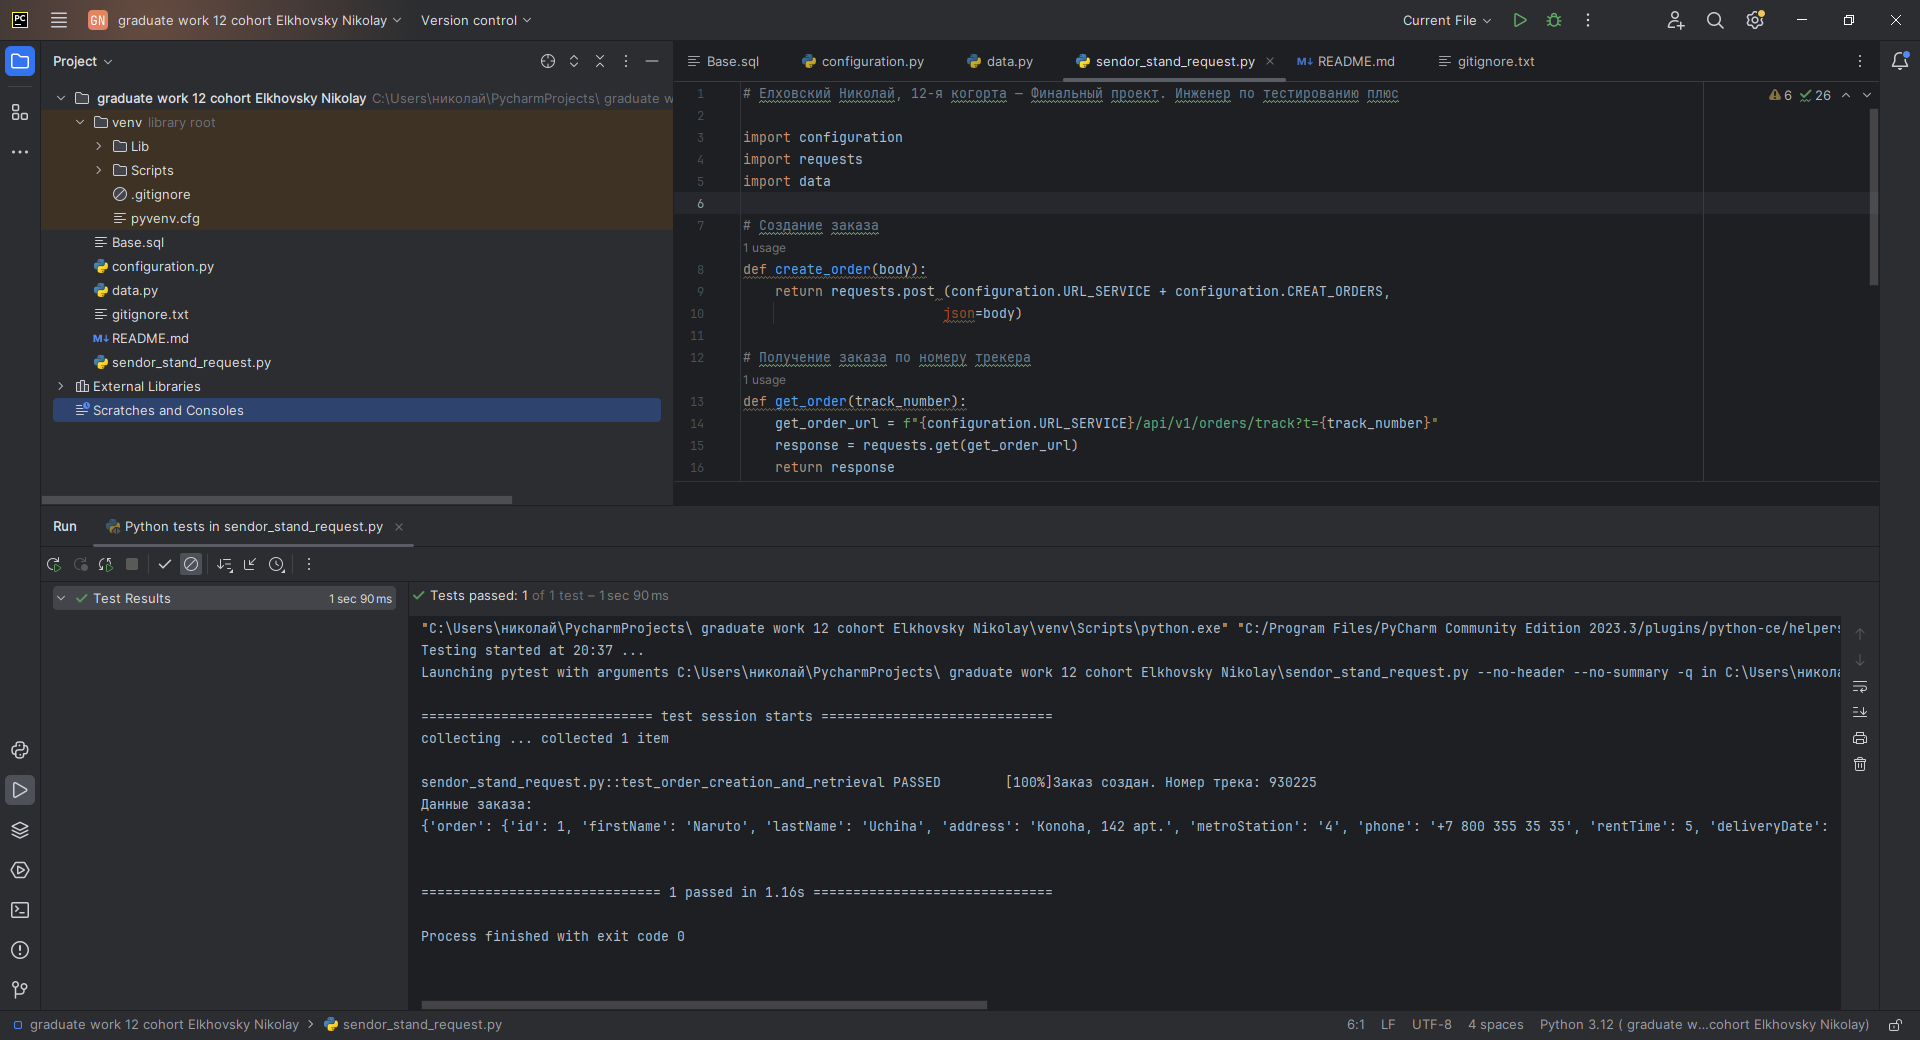 PC GN graduate work 12 cohort Elkhovsky Nikolay Version control Current File
Project
graduate work 12 cohort Elkhovsky Nikolay C:\Users\николай\PycharmProjects\ graduate w
venv library root
Lib
Scripts
.gitignore
pyvenv.cfg
Base.sql
configuration.py
data.py
gitignore.txt
M↓ README.md
sendor_stand_request.py
External Libraries
Scratches and Consoles
Base.sql configuration.py data.py sendor_stand_request.py M↓ README.md gitignore.txt
6 26
1 # Елховский Николай, 12-я когорта — Финальный проект. Инженер по тестированию плюс
2
3 import configuration
4 import requests
5 import data
6
7 # Создание заказа
1 usage
8 def create_order(body):
9 return requests.post (configuration.URL_SERVICE + configuration.CREAT_ORDERS,
10 json=body)
11
12 # Получение заказа по номеру трекера
1 usage
13 def get_order(track_number):
14 get_order_url = f"{configuration.URL_SERVICE}/api/v1/orders/track?t={track_number}"
15 response = requests.get(get_order_url)
16 return response
Run Python tests in sendor_stand_request.py
Test Results 1 sec 90 ms
Tests passed: 1 of 1 test – 1 sec 90 ms
"C:\Users\николай\PycharmProjects\ graduate work 12 cohort Elkhovsky Nikolay\venv\Scripts\python.exe" "C:/Program Files/PyCharm Community Edition 2023.3/plugins/python-ce/helpers
Testing started at 20:37 ...
Launching pytest with arguments C:\Users\николай\PycharmProjects\ graduate work 12 cohort Elkhovsky Nikolay\sendor_stand_request.py --no-header --no-summary -q in C:\Users\никола
============================= test session starts =============================
collecting ... collected 1 item
sendor_stand_request.py::test_order_creation_and_retrieval PASSED [100%]Заказ создан. Номер трека: 930225
Данные заказа:
{'order': {'id': 1, 'firstName': 'Naruto', 'lastName': 'Uchiha', 'address': 'Konoha, 142 apt.', 'metroStation': '4', 'phone': '+7 800 355 35 35', 'rentTime': 5, 'deliveryDate':
============================== 1 passed in 1.16s ==============================
Process finished with exit code 0
graduate work 12 cohort Elkhovsky Nikolay > sendor_stand_request.py 6:1 LF UTF-8 4 spaces Python 3.12 ( graduate w...cohort Elkhovsky Nikolay)